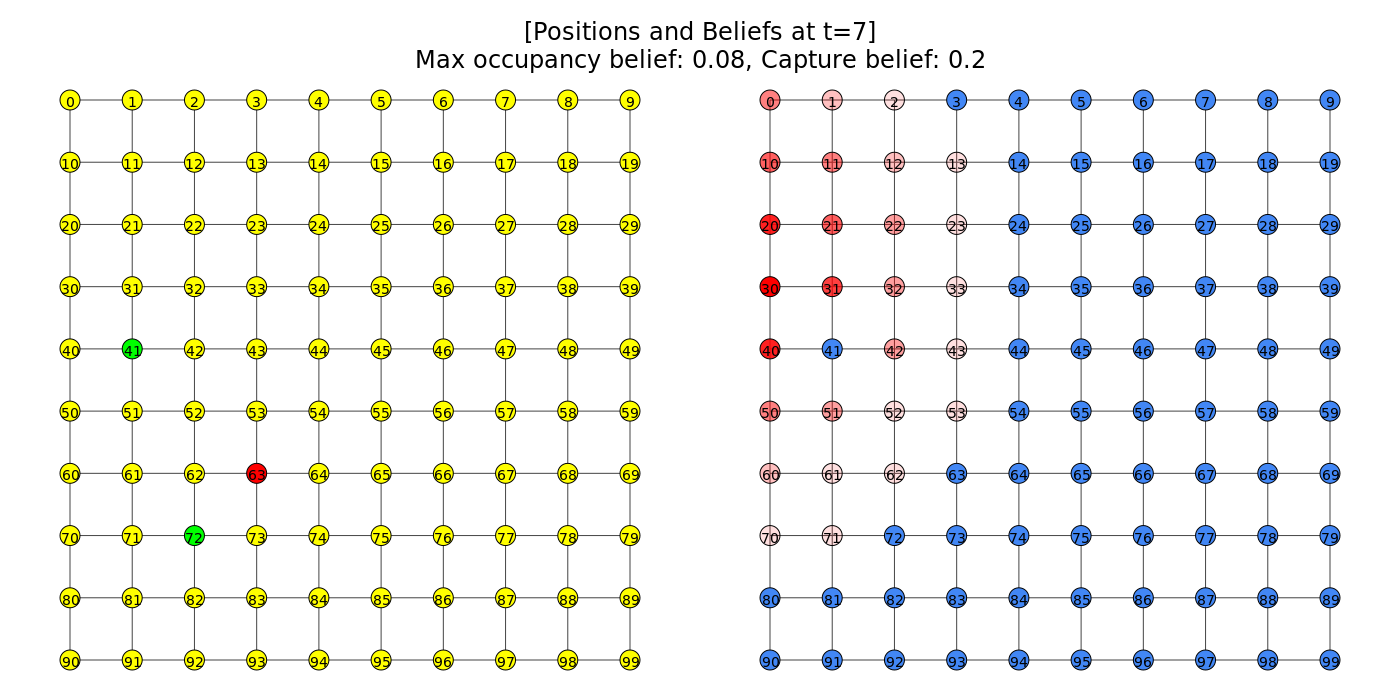 [Positions and Beliefs at t=7]
Max occupancy belief: 0.08, Capture belief: 0.2
0 1 2 3 4 5 6 7 8 9 0 1 2 3 4 5 6 7 8 9
10 11 12 13 14 15 16 17 18 19 10 11 12 13 14 15 16 17 18 19
20 21 22 23 24 25 26 27 28 29 20 21 22 23 24 25 26 27 28 29
30 31 32 33 34 35 36 37 38 39 30 31 32 33 34 35 36 37 38 39
40 41 42 43 44 45 46 47 48 49 40 41 42 43 44 45 46 47 48 49
50 51 52 53 54 55 56 57 58 59 50 51 52 53 54 55 56 57 58 59
60 61 62 63 64 65 66 67 68 69 60 61 62 63 64 65 66 67 68 69
70 71 72 73 74 75 76 77 78 79 70 71 72 73 74 75 76 77 78 79
80 81 82 83 84 85 86 87 88 89 80 81 82 83 84 85 86 87 88 89
90 91 92 93 94 95 96 97 98 99 90 91 92 93 94 95 96 97 98 99